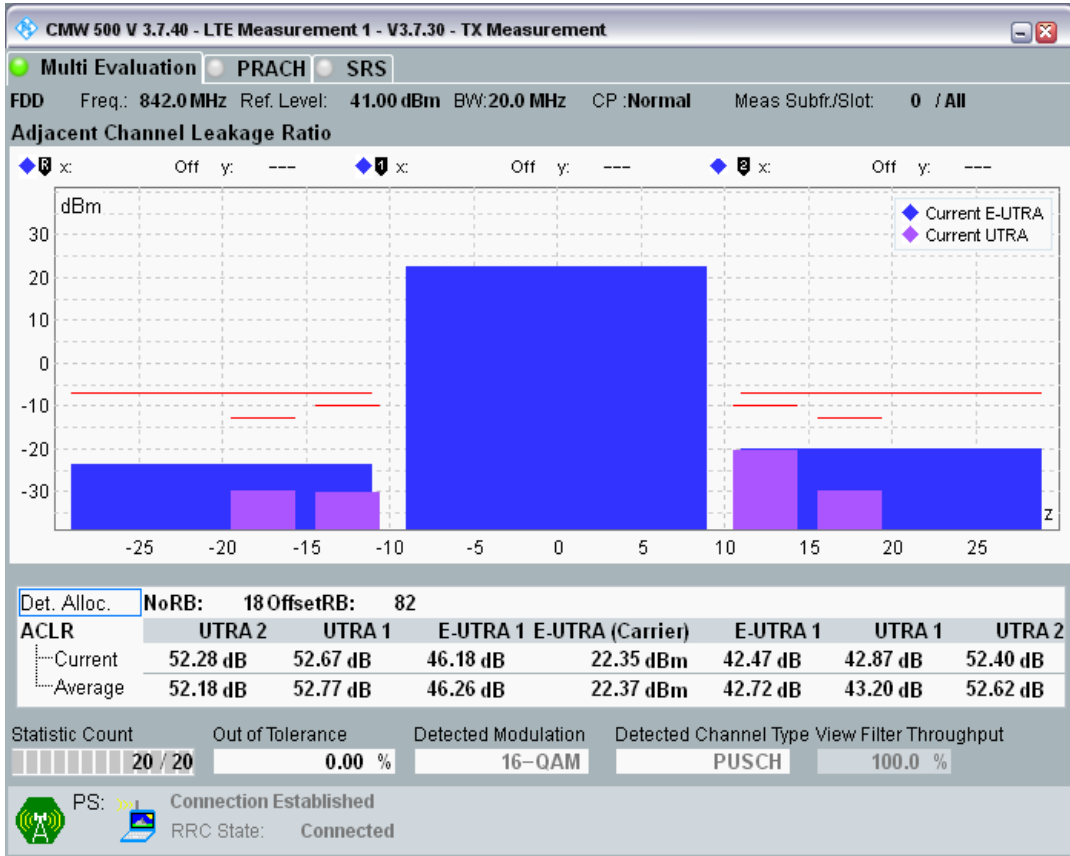 CMW 500 V 3.7.40 - LTE Measurement 1 - V3.7.30 - TX Measurement
Multi Evaluation PRACH SRS
FDD Freq.: 842.0 MHz Ref. Level: 41.00 dBm BW: 20.0 MHz CP :Normal Meas Subfr./Slot: 0 / All
Adjacent Channel Leakage Ratio
R x: Off y: --- 1 x: Off y: --- 2 x: Off y: ---
dBm
Current E-UTRA
Current UTRA
30
20
10
0
-10
-20
-30
z
-25 -20 -15 -10 -5 0 5 10 15 20 25
Det. Alloc. NoRB: 18 OffsetRB: 82
ACLR UTRA 2 UTRA 1 E-UTRA 1 E-UTRA (Carrier) E-UTRA 1 UTRA 1 UTRA 2
Current 52.28 dB 52.67 dB 46.18 dB 22.35 dBm 42.47 dB 42.87 dB 52.40 dB
Average 52.18 dB 52.77 dB 46.26 dB 22.37 dBm 42.72 dB 43.20 dB 52.62 dB
Statistic Count Out of Tolerance Detected Modulation Detected Channel Type View Filter Throughput
20 / 20 0.00 % 16-QAM PUSCH 100.0 %
PS: Connection Established
RRC State: Connected